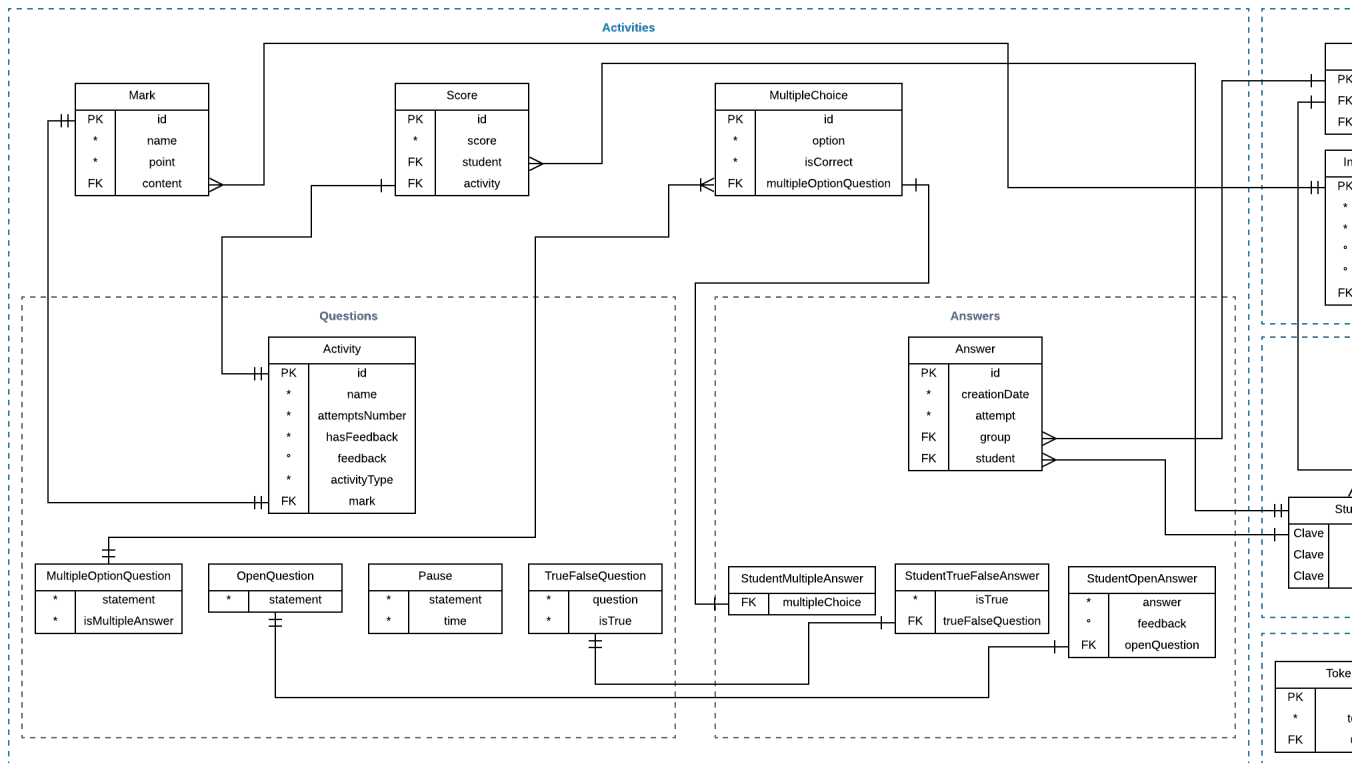 Activities
Mark
PK id
* name
* point
FK content
Score
PK id
* score
FK student
FK activity
MultipleChoice
PK id
* option
* isCorrect
FK multipleOptionQuestion
PK
FK
FK
In
PK
*
*
°
°
FK
Questions
Activity
PK id
* name
* attemptsNumber
* hasFeedback
° feedback
* activityType
FK mark
MultipleOptionQuestion
* statement
* isMultipleAnswer
OpenQuestion
* statement
Pause
* statement
* time
TrueFalseQuestion
* question
* isTrue
Answers
Answer
PK id
* creationDate
* attempt
FK group
FK student
StudentMultipleAnswer
FK multipleChoice
StudentTrueFalseAnswer
* isTrue
FK trueFalseQuestion
StudentOpenAnswer
* answer
° feedback
FK openQuestion
Stu
Clave
Clave
Clave
Toke
PK
* t
FK